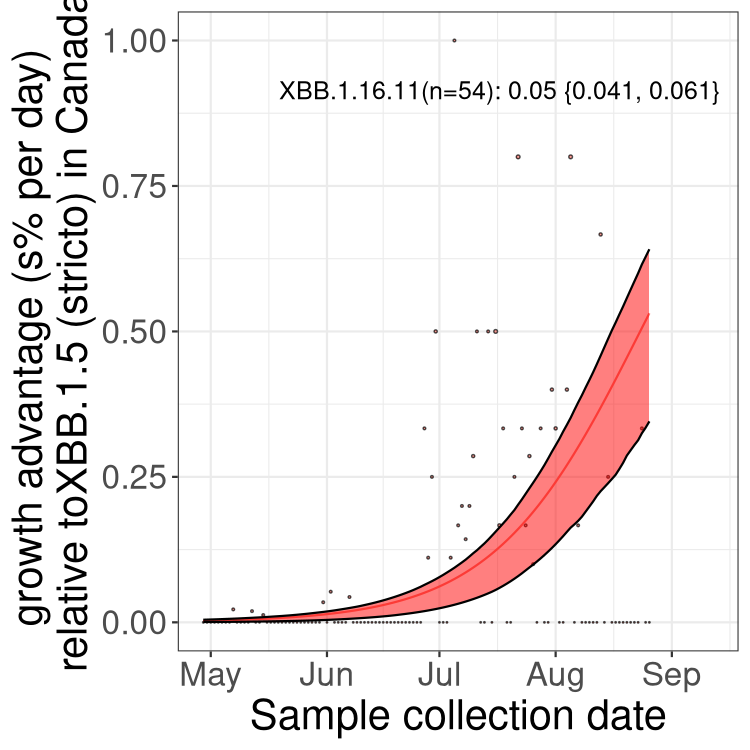 growth advantage (s% per day)
relative toXBB.1.5 (stricto) in Canada
1.00
0.75
0.50
0.25
0.00
XBB.1.16.11(n=54): 0.05 {0.041, 0.061}
May Jun Jul Aug Sep
Sample collection date